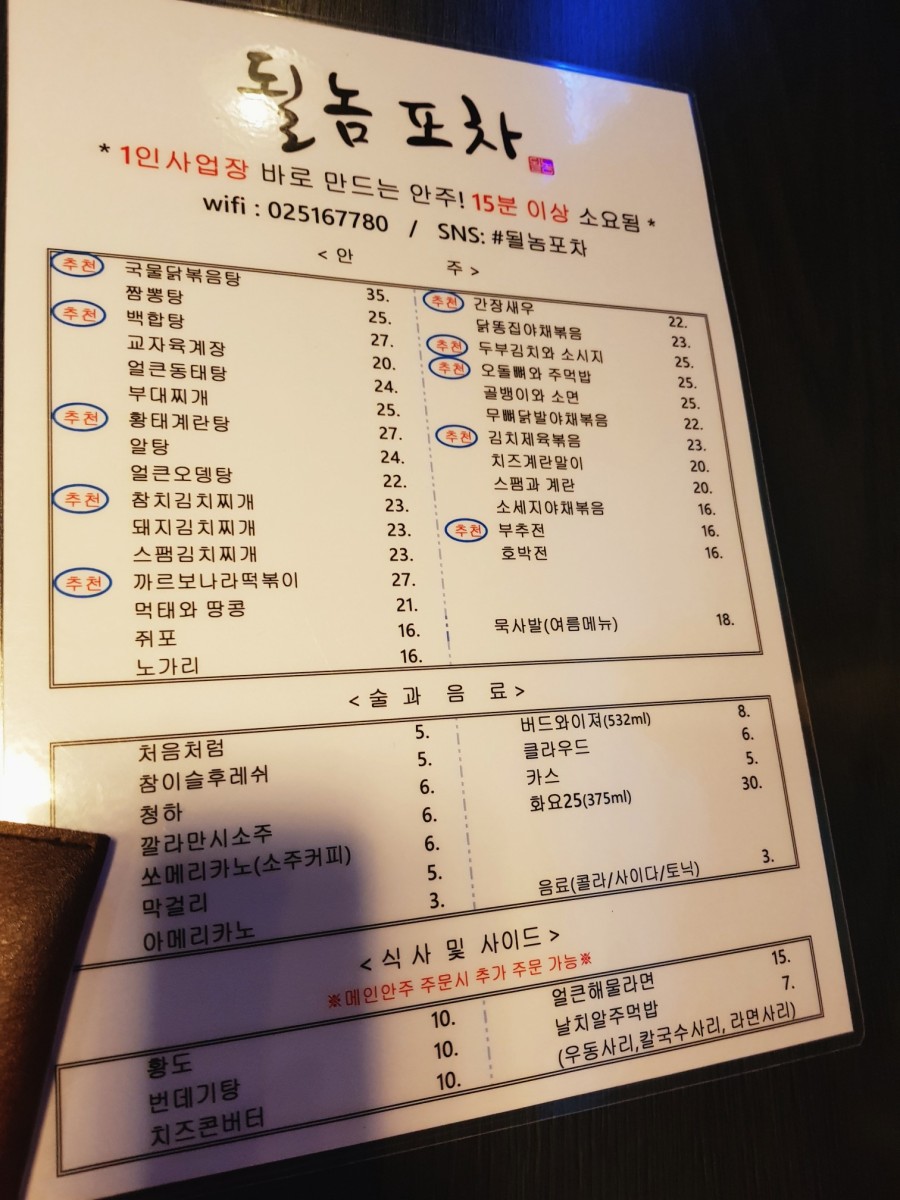 될놈 포차
될놈
* 1인사업장 바로 만드는 안주! 15분 이상 소요됨 *
wifi : 025167780 / SNS: #될놈포차
< 안 주 >
추천 국물닭볶음탕 35.
짬뽕탕 25.
추천 백합탕 27.
교자육계장 20.
얼큰동태탕 24.
부대찌개 25.
추천 황태계란탕 27.
알탕 24.
얼큰오뎅탕 22.
추천 참치김치찌개 23.
돼지김치찌개 23.
스팸김치찌개 23.
추천 까르보나라떡볶이 27.
먹태와 땅콩 21.
쥐포 16.
노가리 16.
추천 간장새우 22.
닭똥집야채볶음 23.
추천 두부김치와 소시지 25.
추천 오돌뼈와 주먹밥 25.
골뱅이와 소면 25.
무뼈닭발야채볶음 22.
추천 김치제육볶음 23.
치즈계란말이 20.
스팸과 계란 20.
소세지야채볶음 16.
추천 부추전 16.
호박전 16.
묵사발(여름메뉴) 18.
< 술 과 음 료 >
처음처럼 5.
참이슬후레쉬 5.
청하 6.
깔라만시소주 6.
쏘메리카노(소주커피) 6.
막걸리 5.
아메리카노 3.
버드와이져(532ml) 8.
클라우드 6.
카스 5.
화요25(375ml) 30.
음료(콜라/사이다/토닉) 3.
< 식 사 및 사이드 >
※메인안주 주문시 추가 주문 가능※
황도 10.
번데기탕 10.
치즈콘버터 10.
얼큰해물라면 15.
날치알주먹밥 7.
(우동사리,칼국수사리, 라면사리)